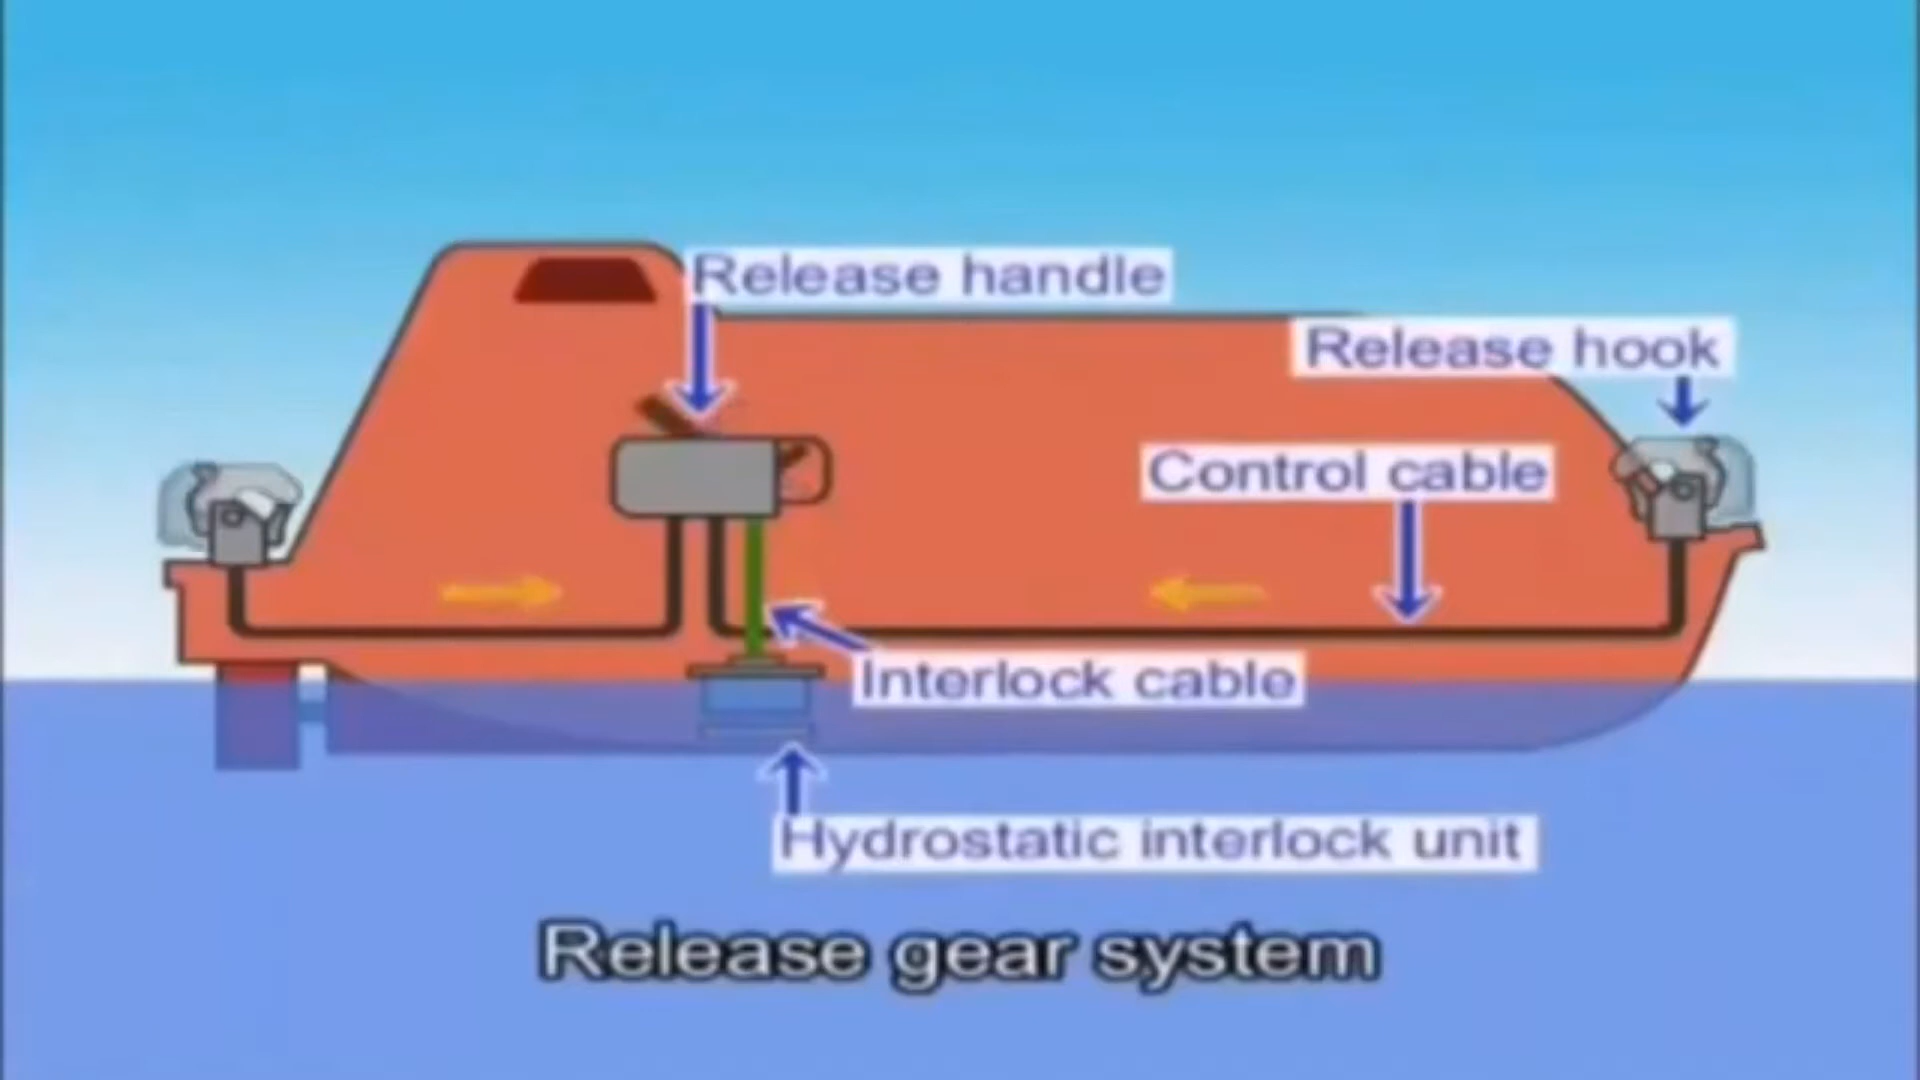 Release handle
Release hook
Control cable
Interlock cable
Hydrostatic interlock unit
Release gear system